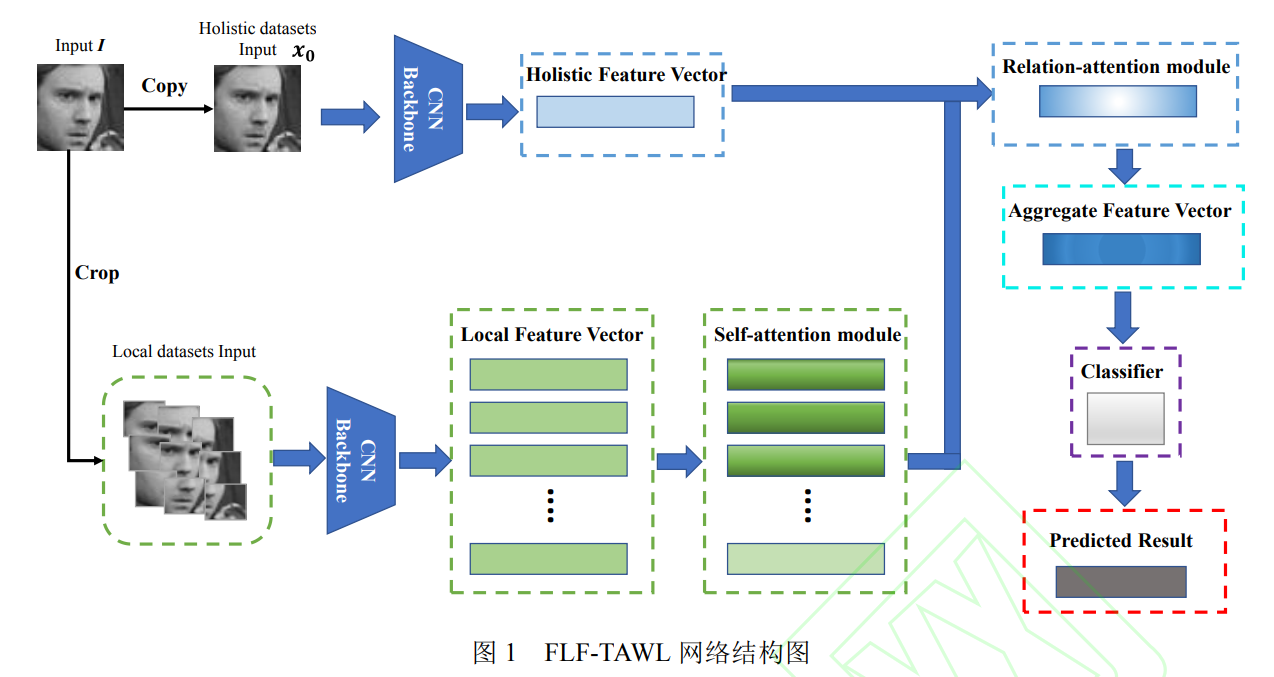 Input I
Holistic datasets
Input x₀
Copy
CNN
Backbone
Holistic Feature Vector
Relation-attention module
Aggregate Feature Vector
Crop
Local datasets Input
CNN
Backbone
Local Feature Vector
Self-attention module
Classifier
Predicted Result
图 1 FLF-TAWL 网络结构图